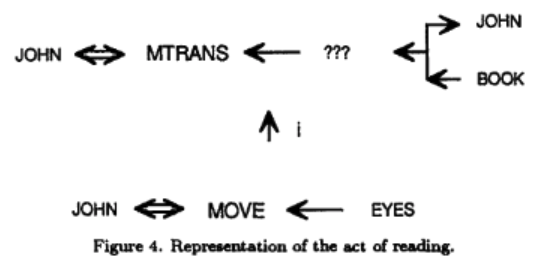 JOHN
JOHN MTRANS ???
BOOK
i
JOHN MOVE EYES
Figure 4. Representation of the act of reading.